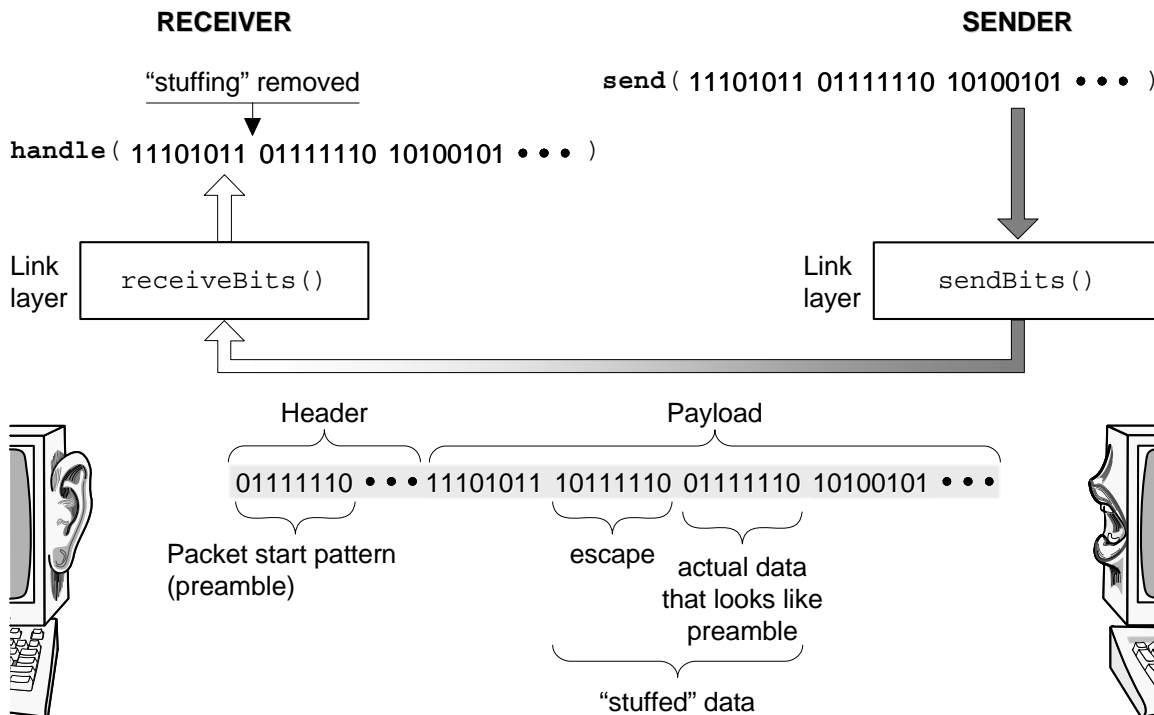 RECEIVER
SENDER
“stuffing” removed
send( 11101011 01111110 10100101 • • • )
handle( 11101011 01111110 10100101 • • • )
Link
layer
receiveBits()
Link
layer
sendBits()
Header
Payload
01111110 • • • 11101011 10111110 01111110 10100101 • • •
Packet start pattern
(preamble)
escape
actual data
that looks like
preamble
“stuffed” data